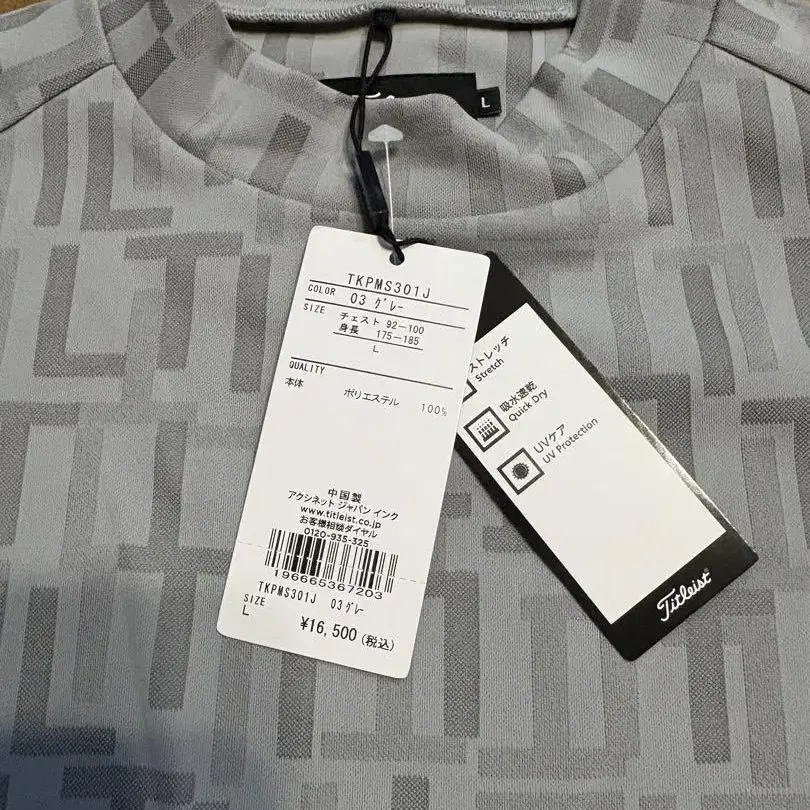 L
TKPMS301J
COLOR 03 グレー
SIZE チェスト 92-100
身長 175-185
L
QUALITY
本体 ポリエステル 100%
中国製
アクシネット ジャパン インク
www.titleist.co.jp
お客様相談ダイヤル
0120-935-325
196665367203
TKPMS301J 03グレー
SIZE
L ¥16,500 (税込)
ストレッチ
Stretch
吸水速乾
Quick Dry
UVケア
UV Protection
Titleist